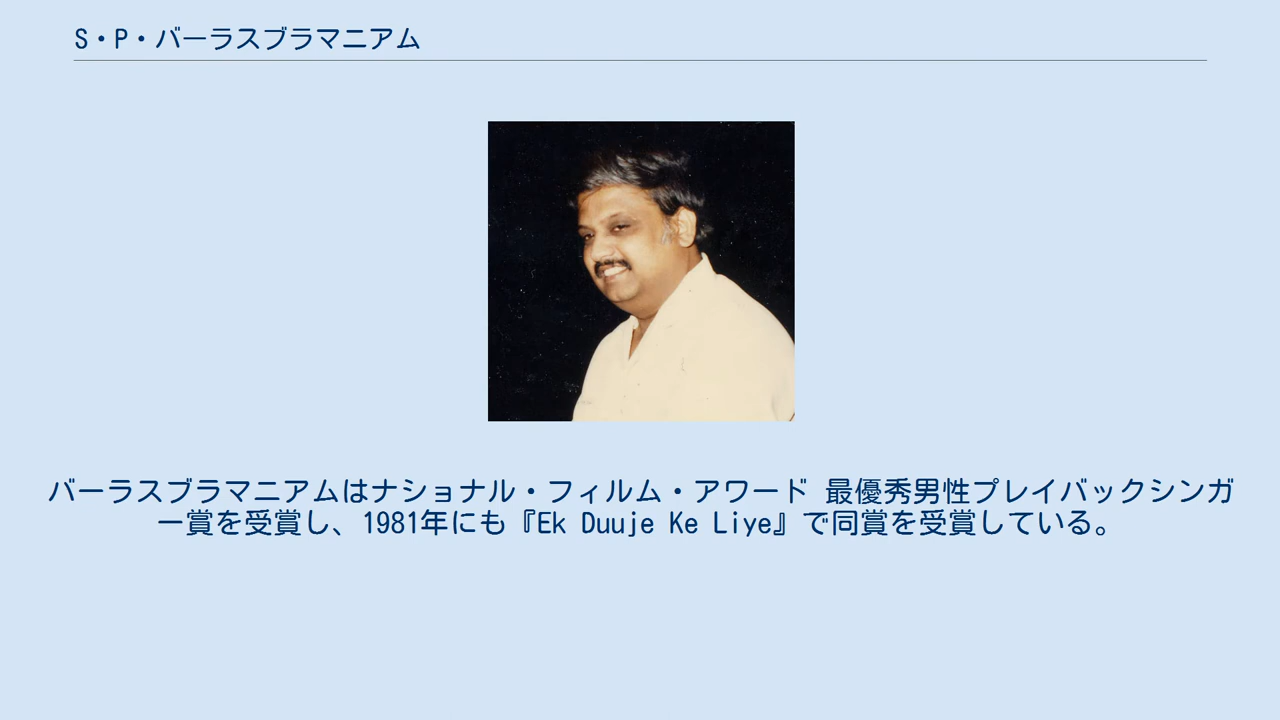 S・P・バーラスブラマニアム
バーラスブラマニアムはナショナル・フィルム・アワード 最優秀男性プレイバックシンガ
ー賞を受賞し、1981年にも『Ek Duuje Ke Liye』で同賞を受賞している。